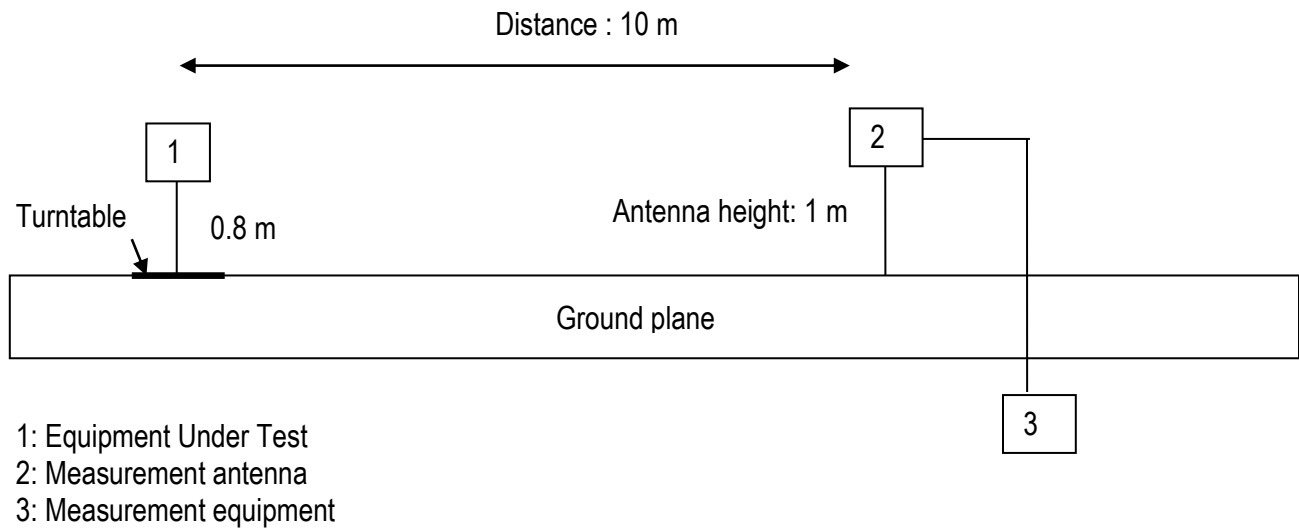 Distance : 10 m
1
2
Turntable
0.8 m
Antenna height: 1 m
Ground plane
3
1: Equipment Under Test
2: Measurement antenna
3: Measurement equipment